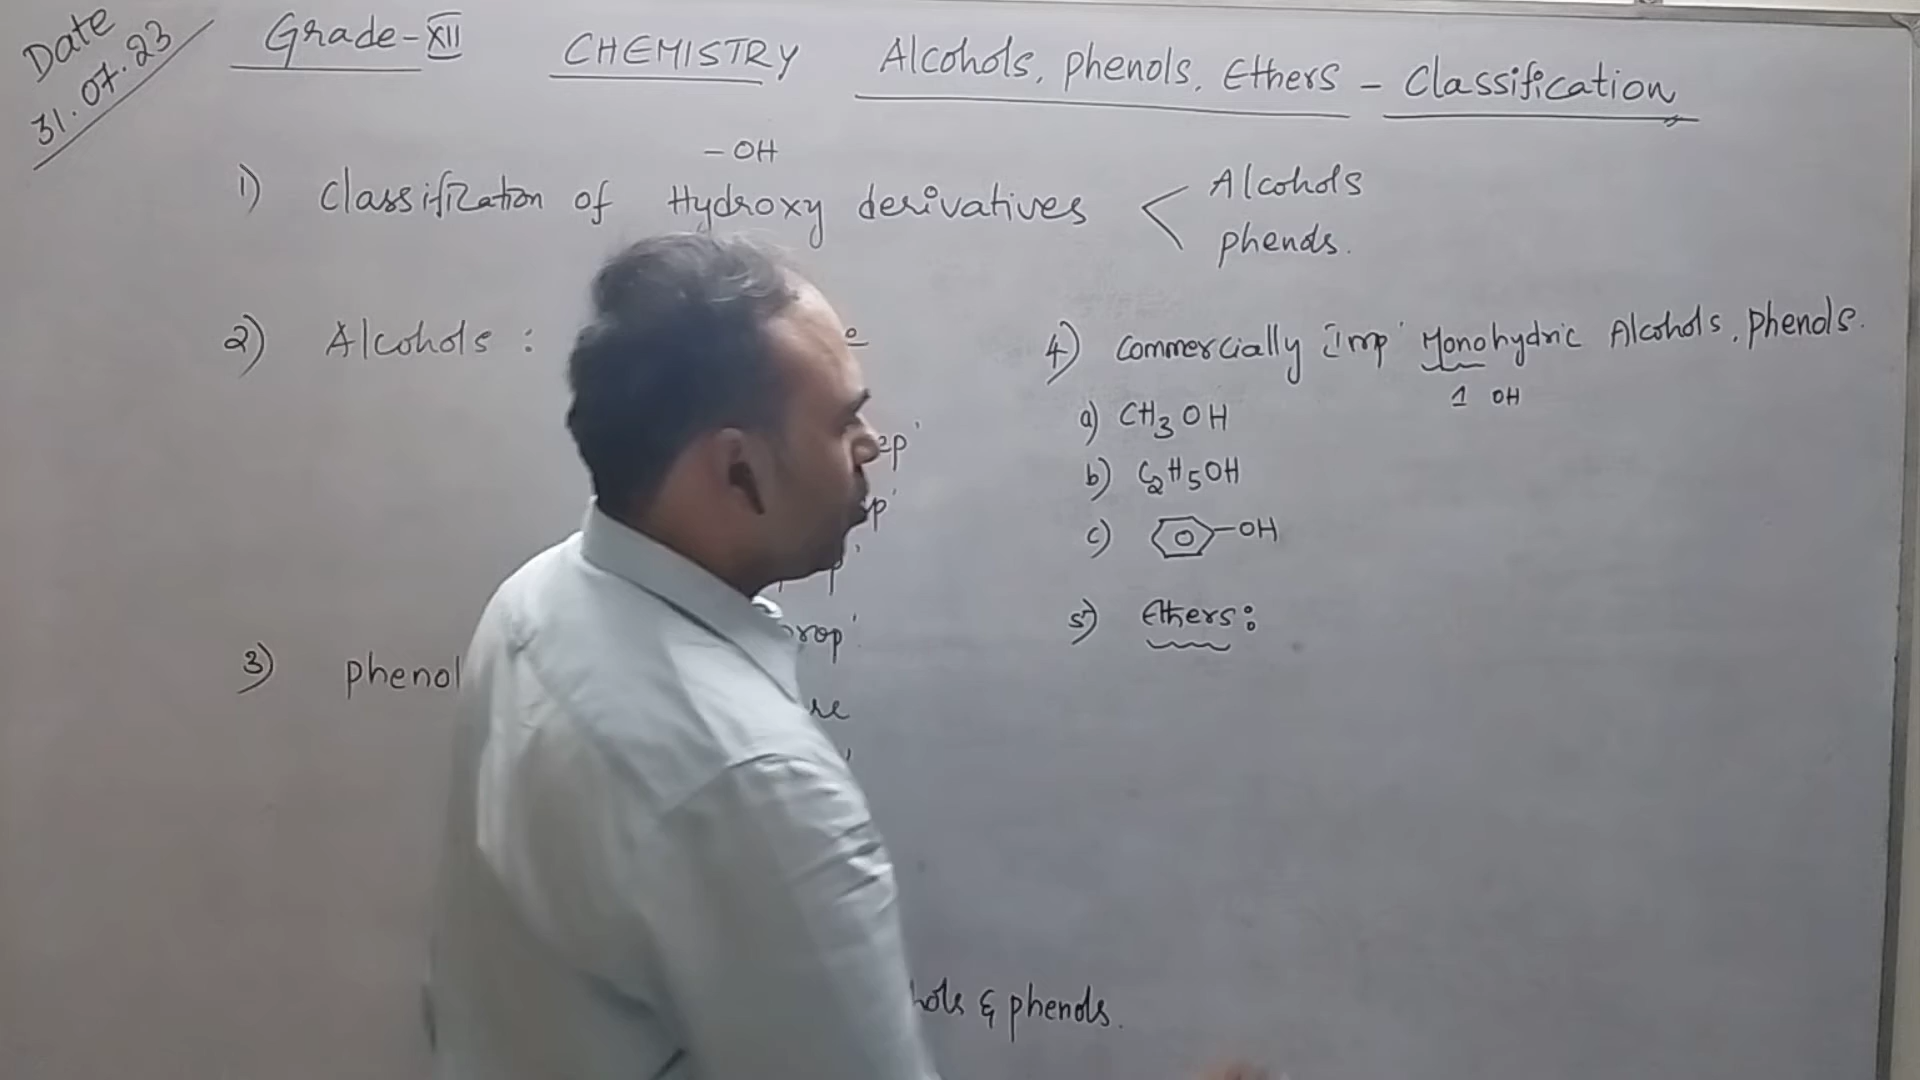 Date
31.07.23
Grade-XII
CHEMISTRY
Alcohols, phenols, Ethers - Classification
- OH
1) Classification of Hydroxy derivatives < Alcohols
phenols.
2) Alcohols :
3) phenol
4) Commercially imp' Monohydric Alcohols, Phenols.
1 OH
a) CH3OH
b) C2H5OH
c) -OH
5) Ethers:
& phenols.